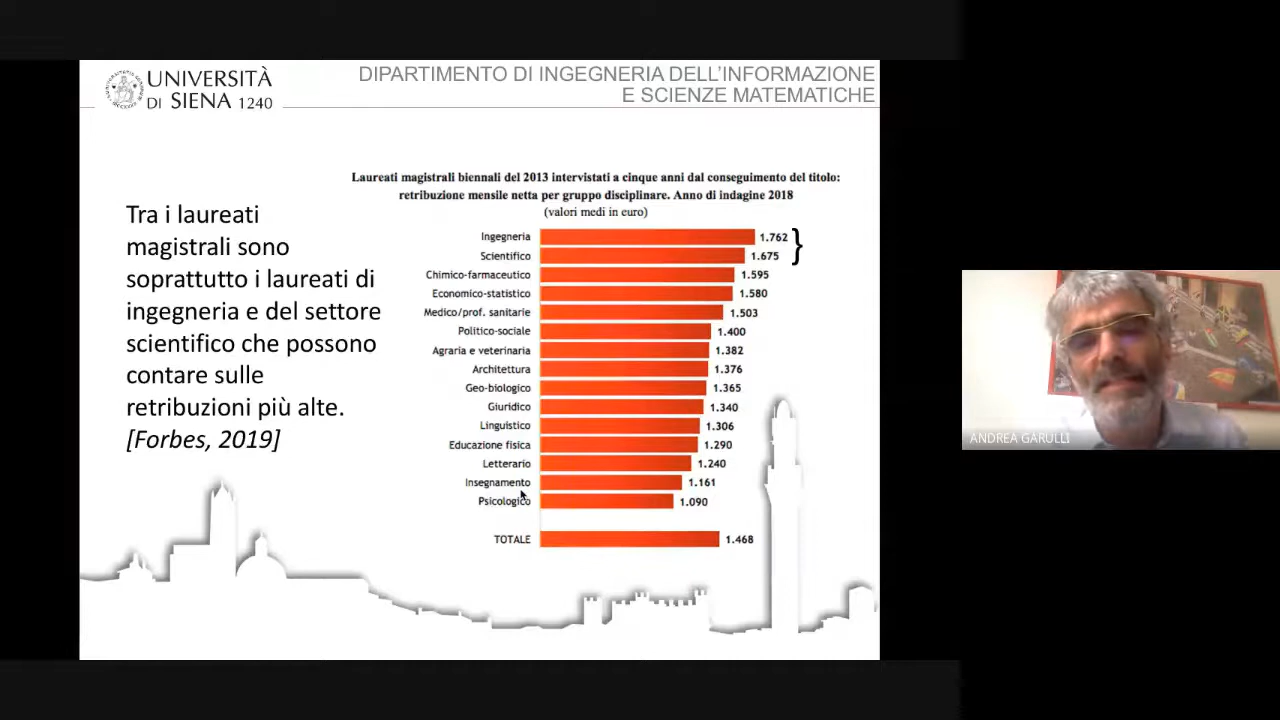 UNIVERSITÀ
DI SIENA 1240
DIPARTIMENTO DI INGEGNERIA DELL'INFORMAZIONE
E SCIENZE MATEMATICHE
Tra i laureati
magistrali sono
soprattutto i laureati di
ingegneria e del settore
scientifico che possono
contare sulle
retribuzioni più alte.
[Forbes, 2019]
Laureati magistrali biennali del 2013 intervistati a cinque anni dal conseguimento del titolo:
retribuzione mensile netta per gruppo disciplinare. Anno di indagine 2018
(valori medi in euro)
Ingegneria 1.762
Scientifico 1.675
Chimico-farmaceutico 1.595
Economico-statistico 1.580
Medico/prof. sanitarie 1.503
Politico-sociale 1.400
Agraria e veterinaria 1.382
Architettura 1.376
Geo-biologico 1.365
Giuridico 1.340
Linguistico 1.306
Educazione fisica 1.290
Letterario 1.240
Insegnamento 1.161
Psicologico 1.090
TOTALE 1.468
ANDREA GARULLI